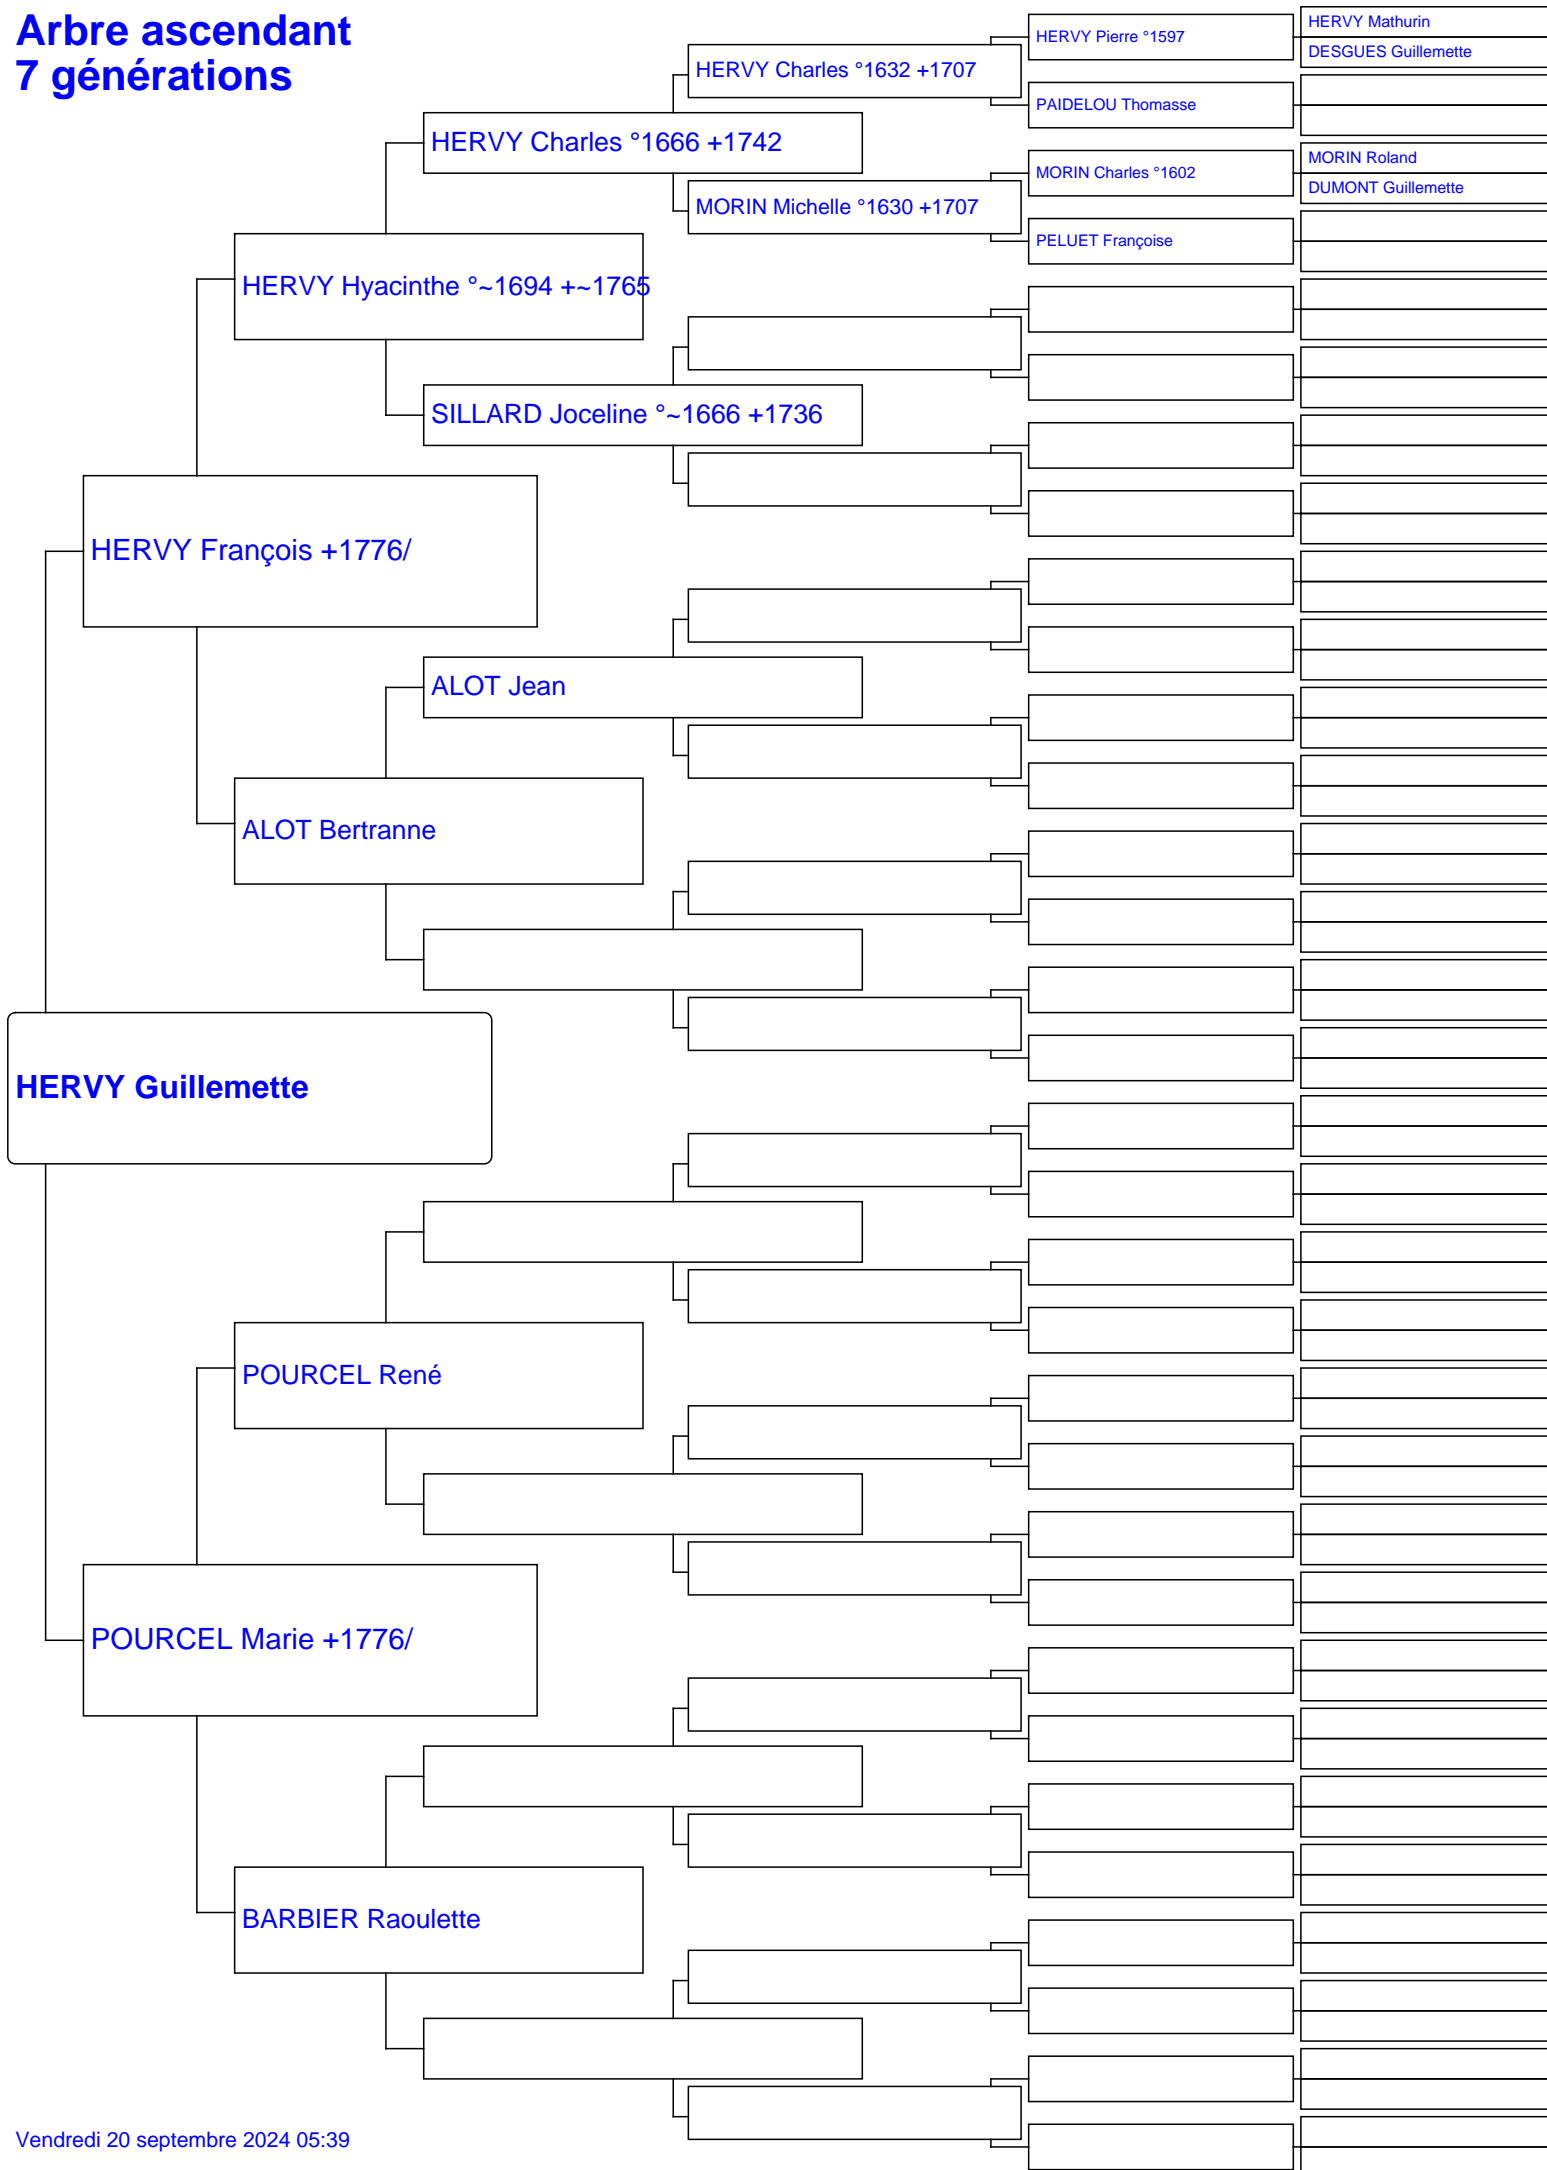 Arbre ascendant
7 générations
HERVY Mathurin
HERVY Pierre °1597
DESGUES Guillemette
HERVY Charles °1632 +1707
PAIDELOU Thomasse
HERVY Charles °1666 +1742
MORIN Roland
MORIN Charles °1602
DUMONT Guillemette
MORIN Michelle °1630 +1707
PELUET Françoise
HERVY Hyacinthe °~1694 +~1765
SILLARD Joceline °~1666 +1736
HERVY François +1776/
ALOT Jean
ALOT Bertranne
HERVY Guillemette
POURCEL René
POURCEL Marie +1776/
BARBIER Raoulette
Vendredi 20 septembre 2024 05:39